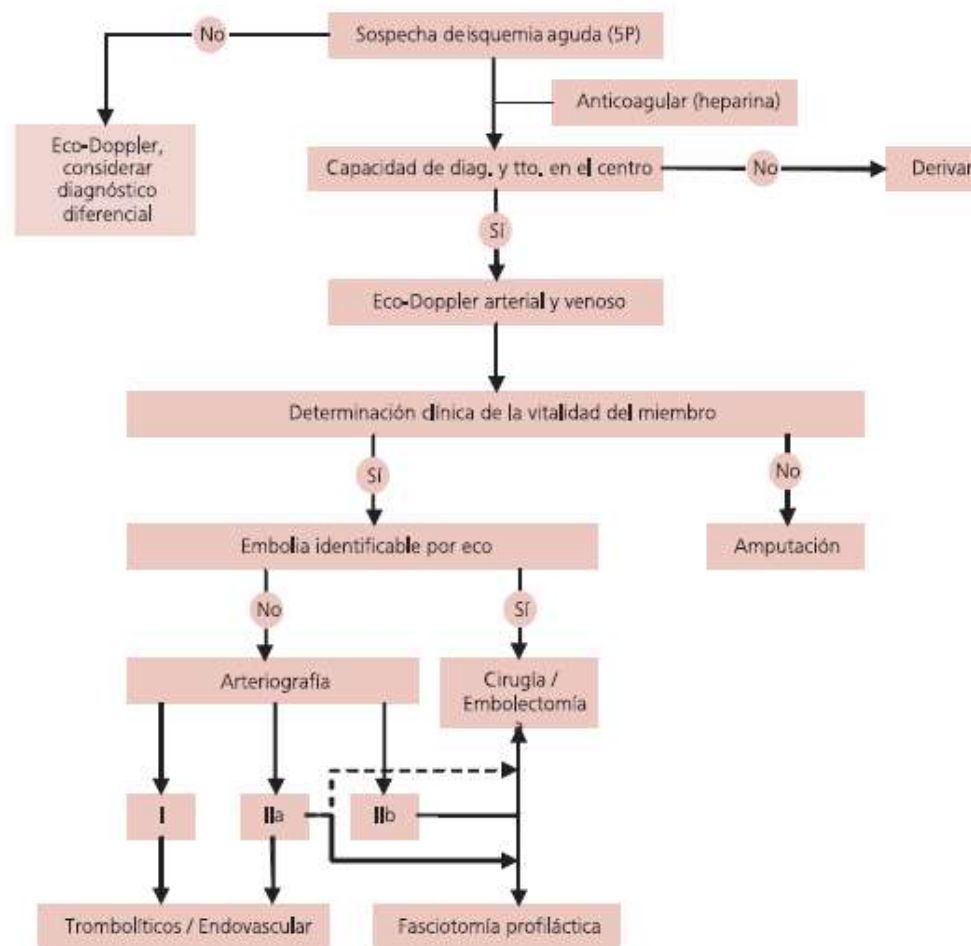 No
Sospecha deisquemia aguda (5P)
Anticoagular (heparina)
Eco-Doppler,
considerar
diagnóstico
diferencial
Capacidad de diag. y tto. en el centro
No
Derivar
Sí
Eco-Doppler arterial y venoso
Determinación clínica de la vitalidad del miembro
Sí
No
Embolia identificable por eco
Amputación
No
Sí
Arteriografía
Cirugía /
Embolectomía
I
IIa
IIb
Trombolíticos / Endovascular
Fasciotomía profiláctica